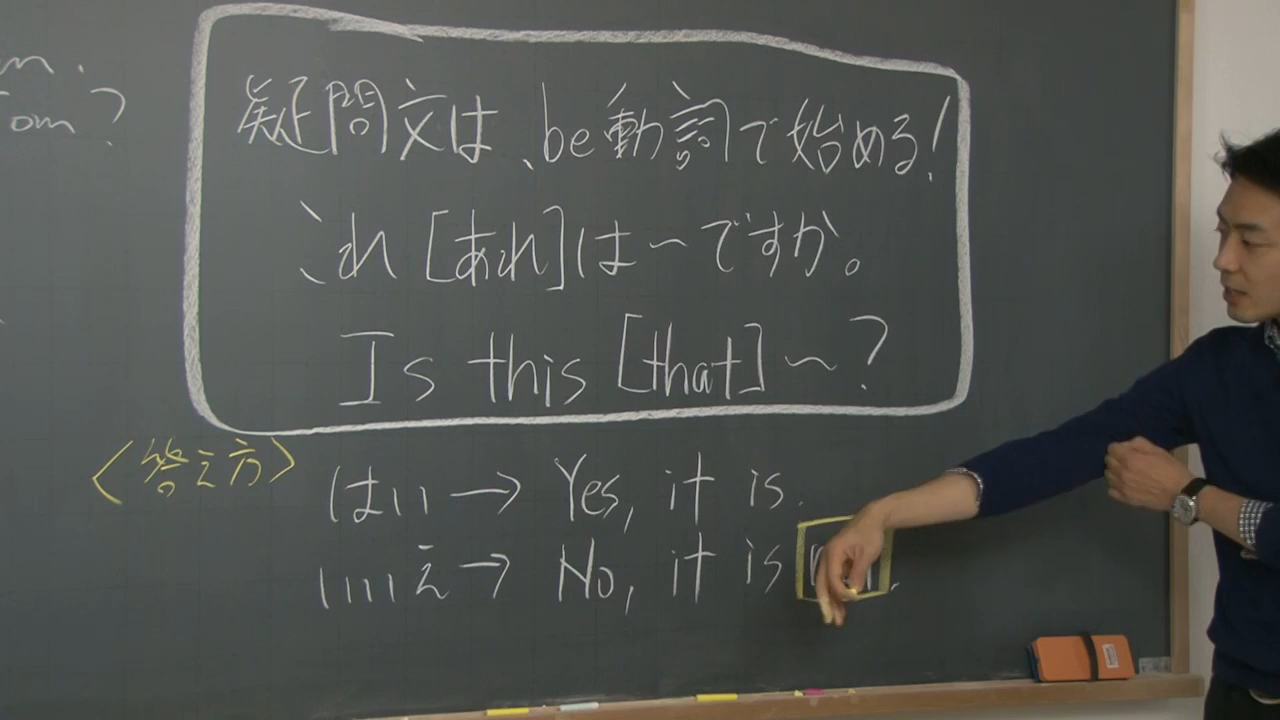 疑問文は、be動詞で始める!
これ[あれ]は〜ですか。
Is this [that] 〜?
〈答え方〉
はい→ Yes, it is.
いいえ→ No, it is